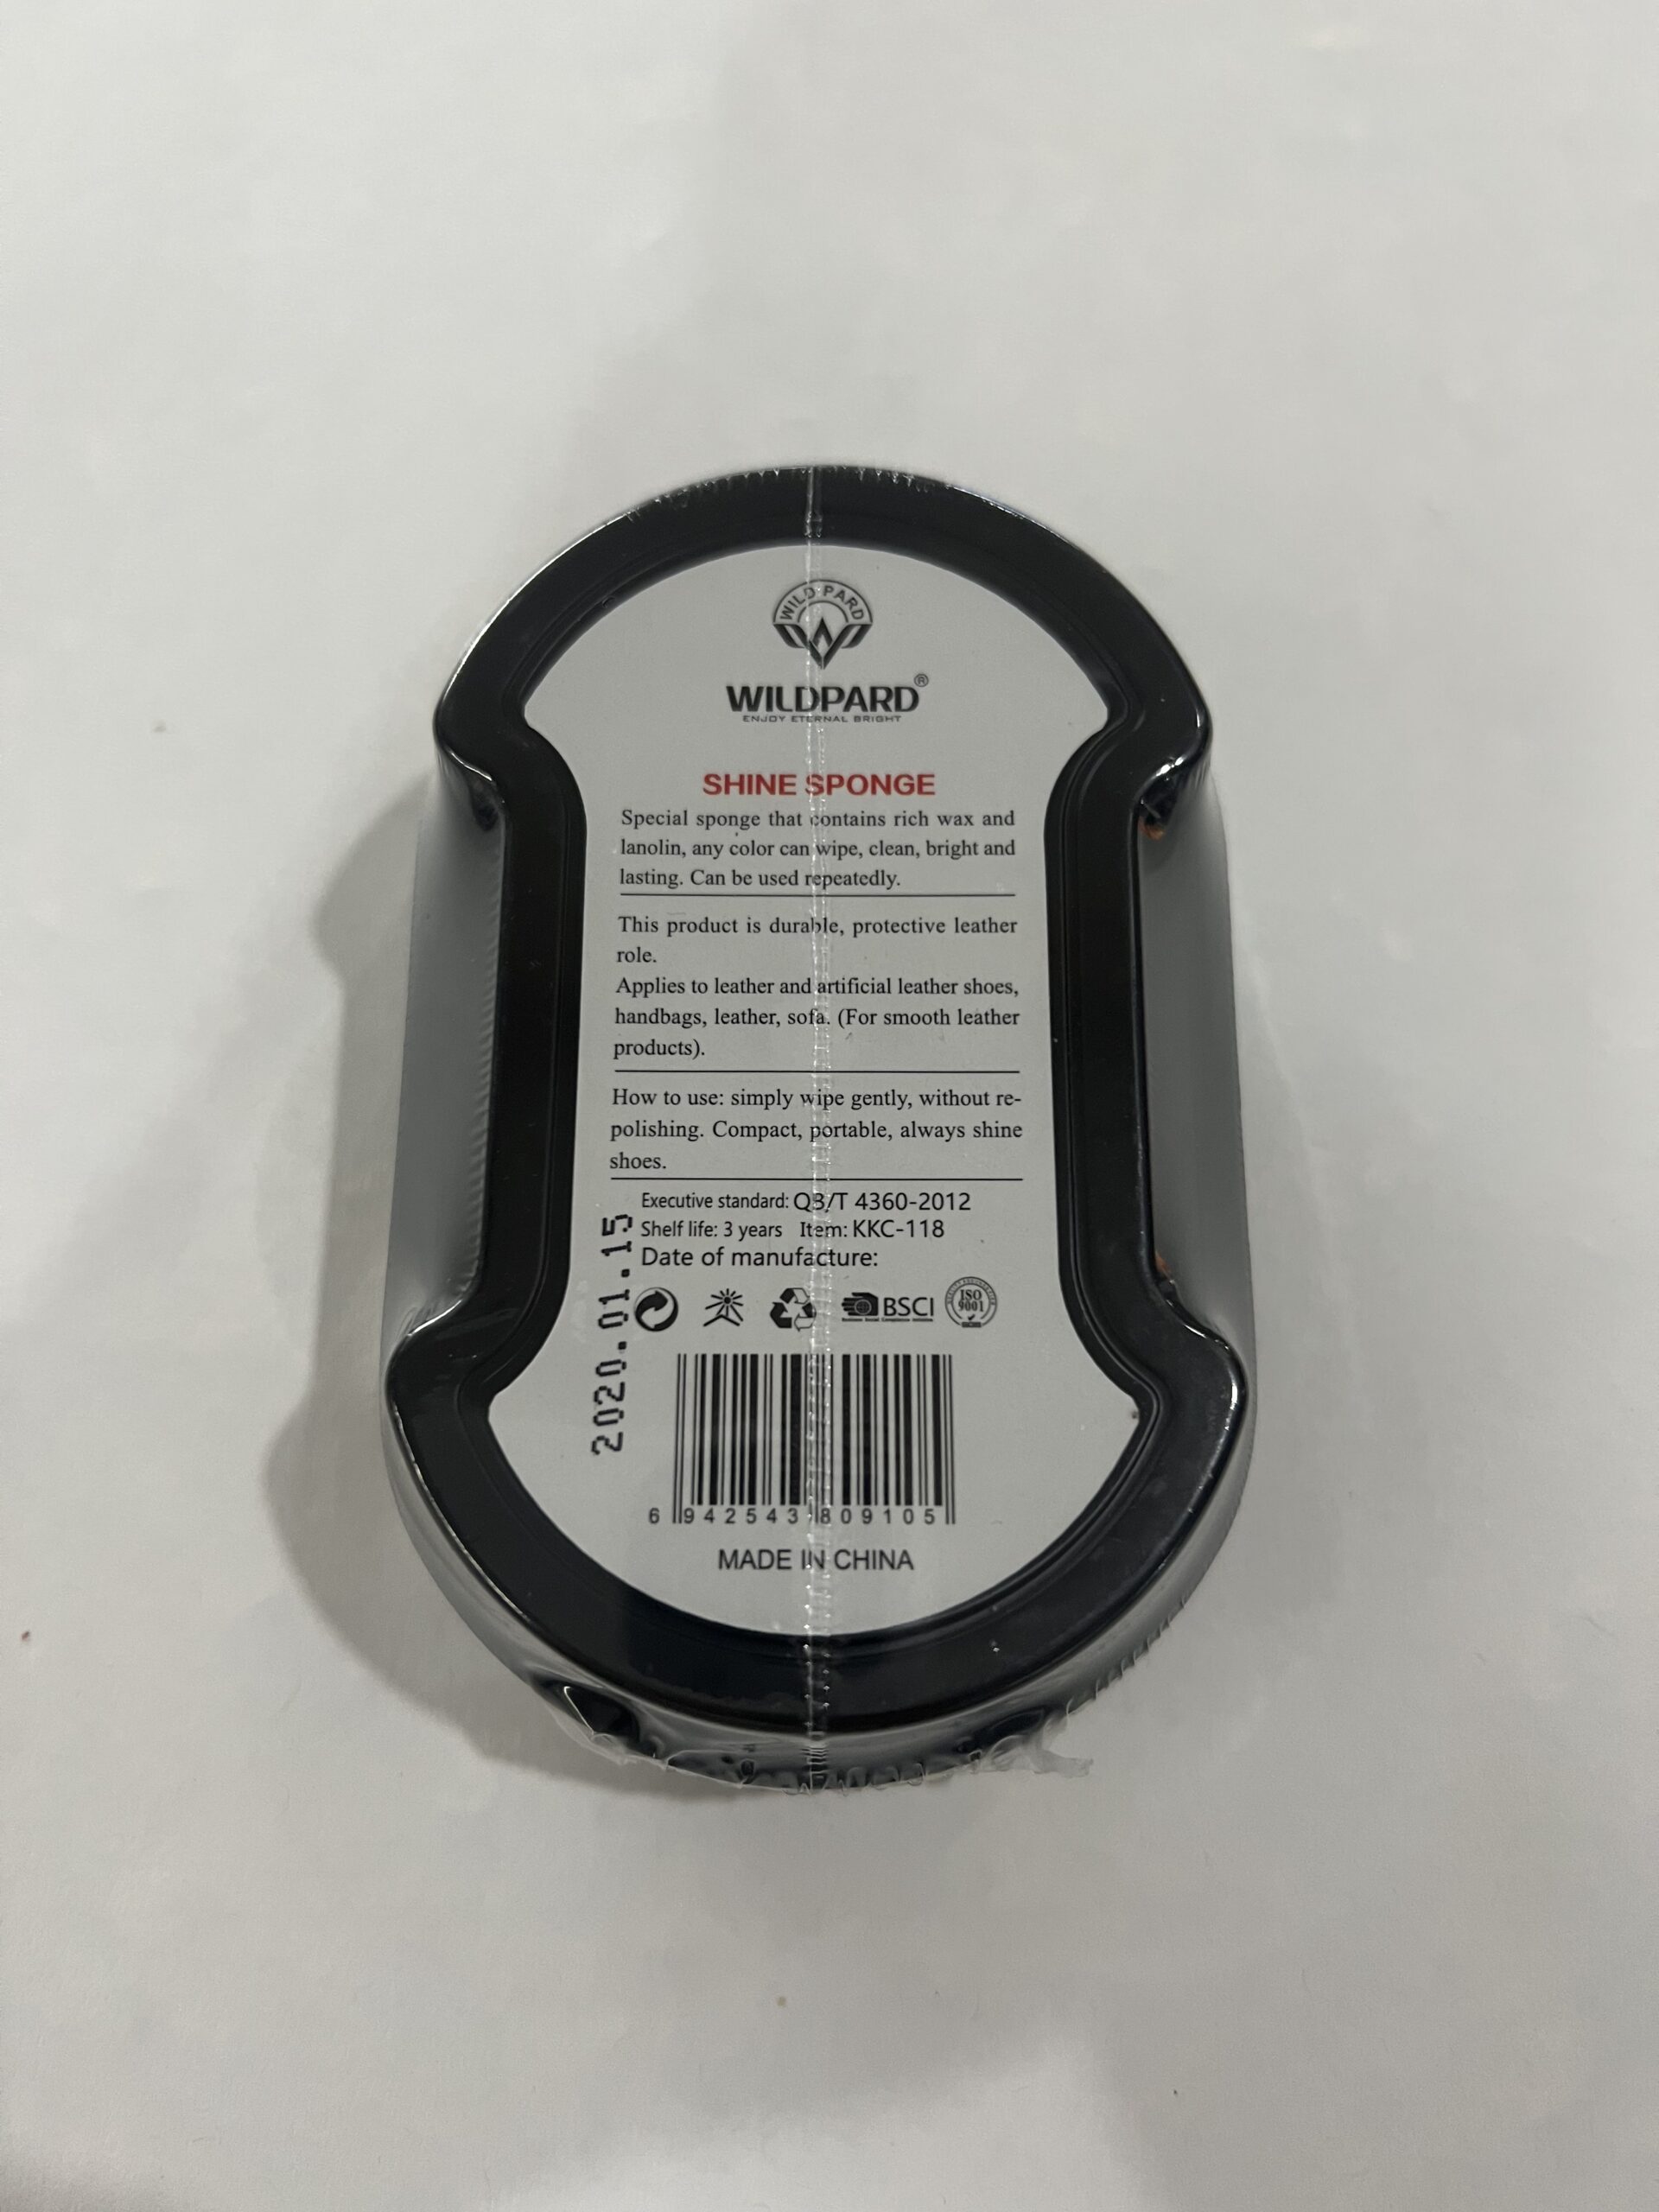 WILD PARD
WILDPARD®
ENJOY ETERNAL BRIGHT
SHINE SPONGE
Special sponge that contains rich wax and
lanolin, any color can wipe, clean, bright and
lasting. Can be used repeatedly.
This product is durable, protective leather
role.
Applies to leather and artificial leather shoes,
handbags, leather, sofa. (For smooth leather
products).
How to use: simply wipe gently, without re-
polishing. Compact, portable, always shine
shoes.
Executive standard: QB/T 4360-2012
Shelf life: 3 years Item: KKC-118
Date of manufacture:
2020.01.15
BSCI
Business Social Compliance Initiative
ISO
9001
6 942543 809105
MADE IN CHINA